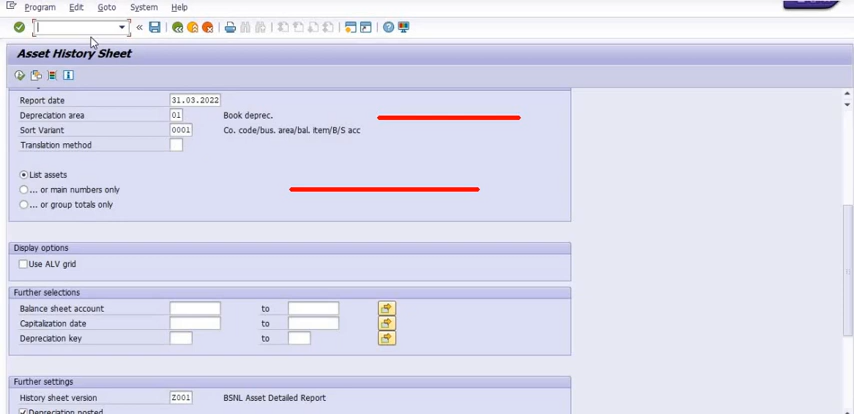 Program Edit Goto System Help
Asset History Sheet
Report date 31.03.2022
Depreciation area 01 Book deprec.
Sort Variant 0001 Co. code/bus. area/bal. item/B/S acc
Translation method
List assets
... or main numbers only
... or group totals only
Display options
Use ALV grid
Further selections
Balance sheet account to
Capitalization date to
Depreciation key to
Further settings
History sheet version Z001 BSNL Asset Detailed Report
Depreciation posted